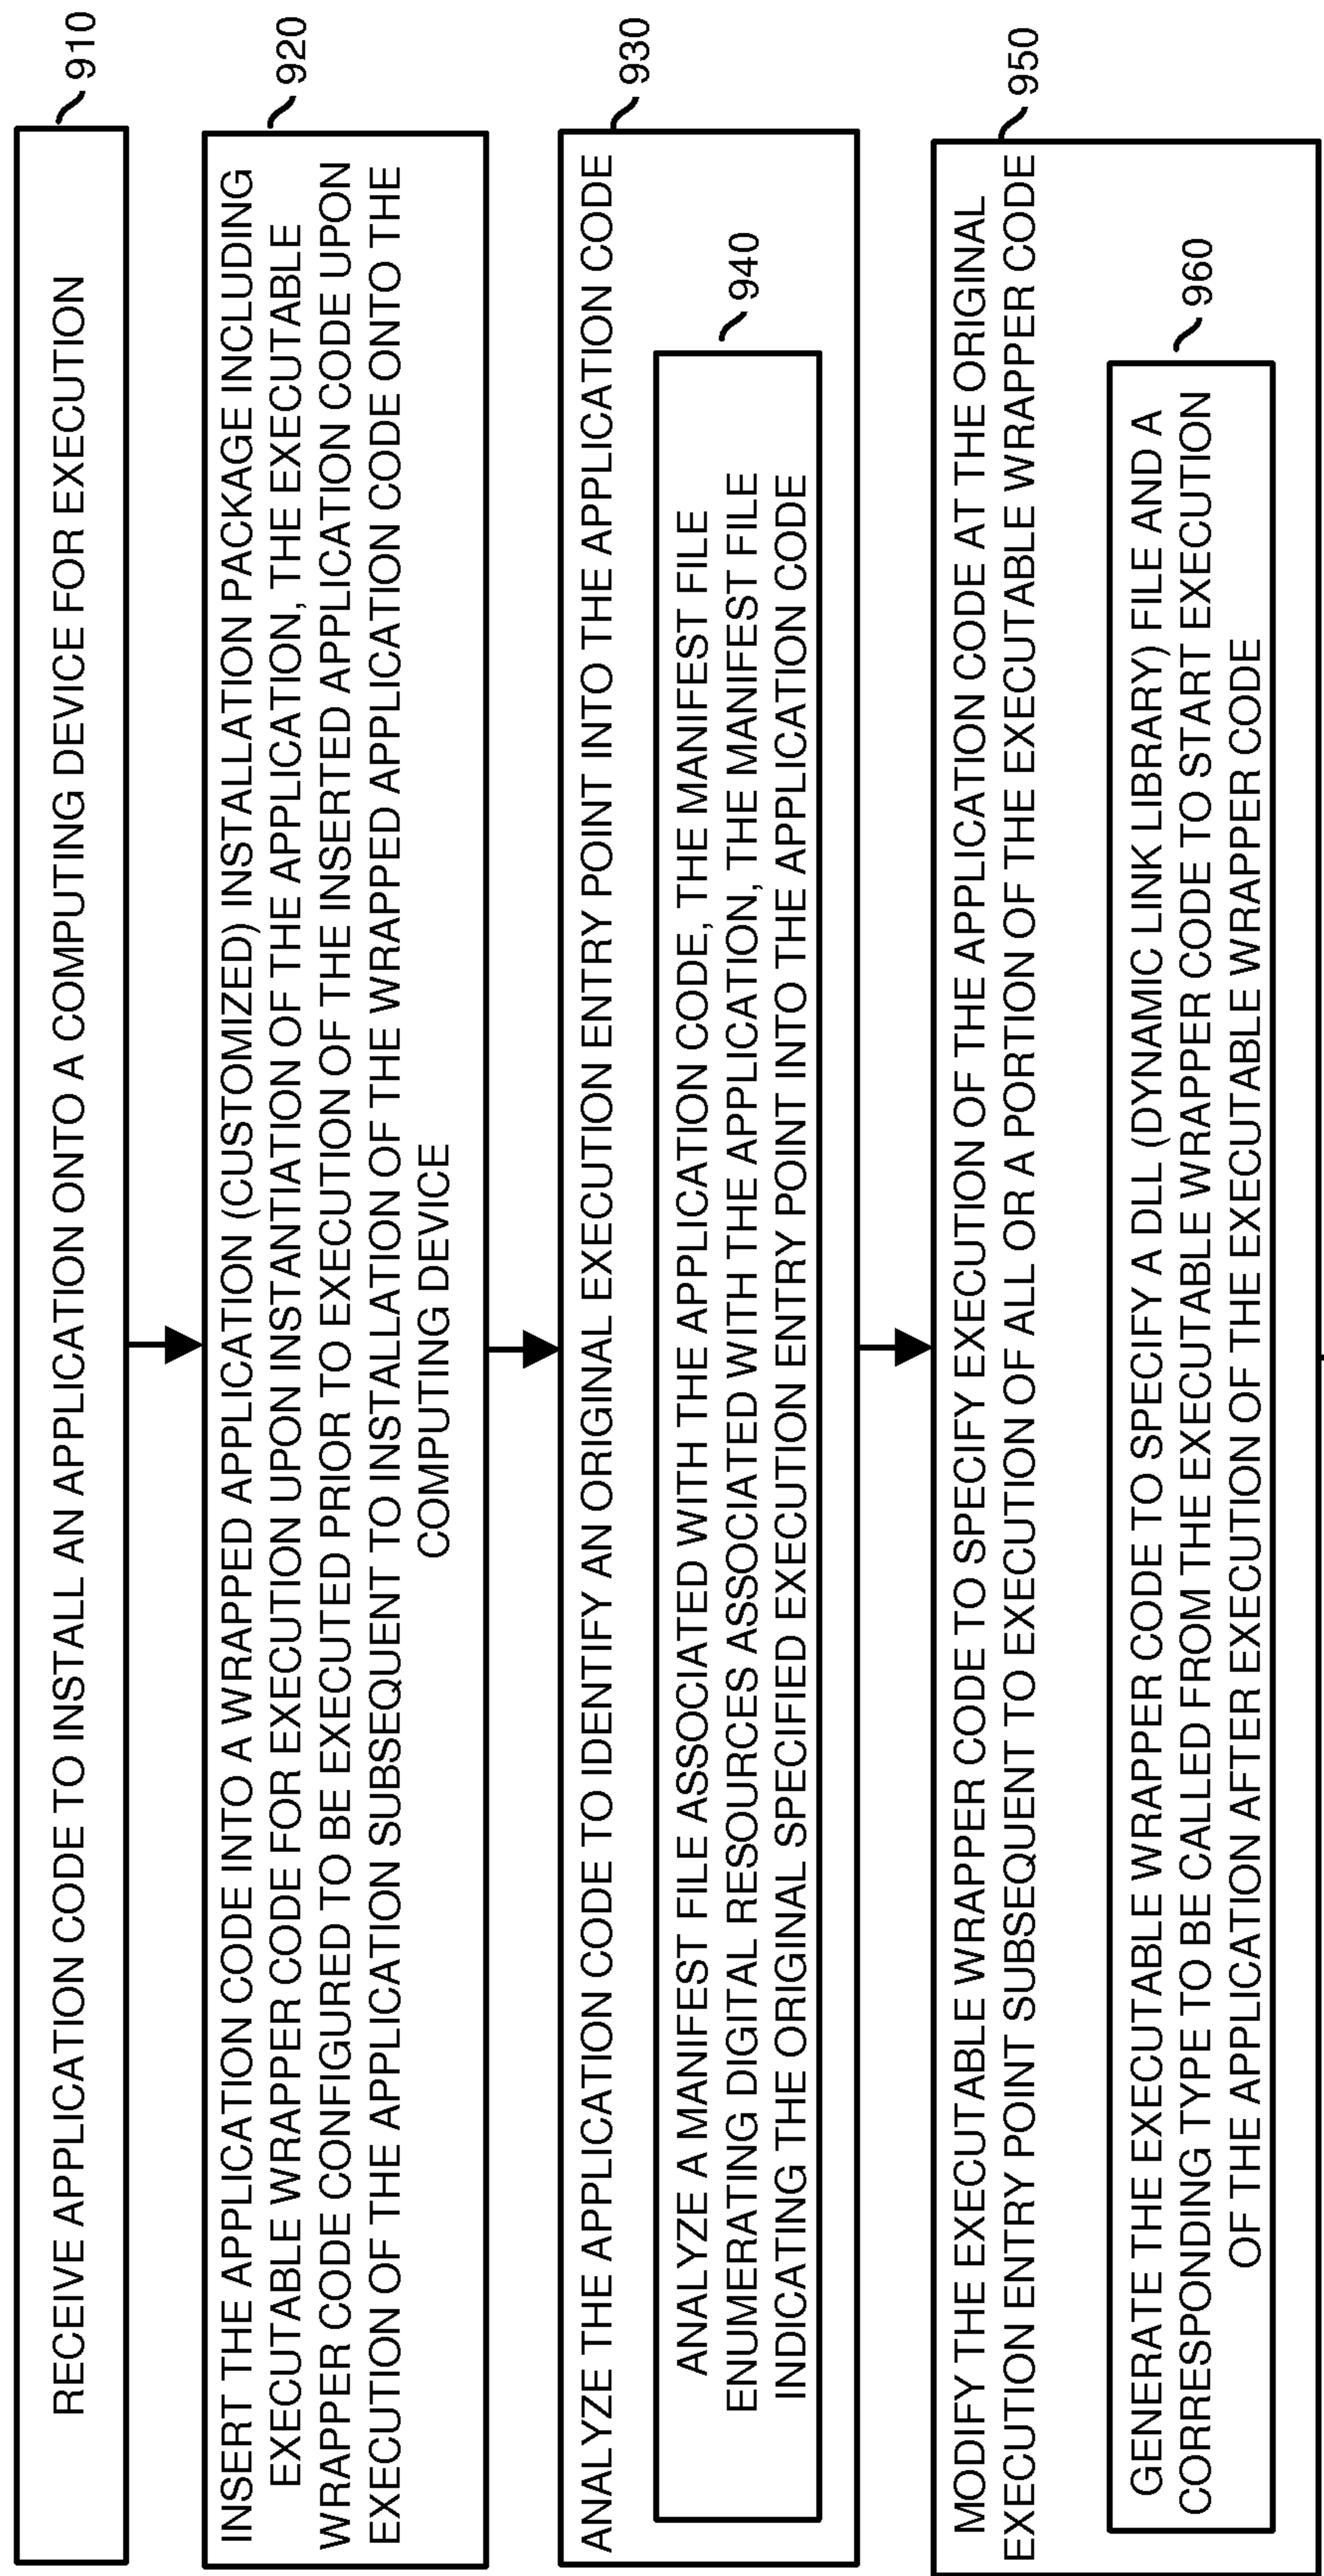 RECEIVE APPLICATION CODE TO INSTALL AN APPLICATION ONTO A COMPUTING DEVICE FOR EXECUTION
910
INSERT THE APPLICATION CODE INTO A WRAPPED APPLICATION (CUSTOMIZED) INSTALLATION PACKAGE INCLUDING
EXECUTABLE WRAPPER CODE FOR EXECUTION UPON INSTANTIATION OF THE APPLICATION, THE EXECUTABLE
WRAPPER CODE CONFIGURED TO BE EXECUTED PRIOR TO EXECUTION OF THE INSERTED APPLICATION CODE UPON
EXECUTION OF THE APPLICATION SUBSEQUENT TO INSTALLATION OF THE WRAPPED APPLICATION CODE ONTO THE
COMPUTING DEVICE
920
ANALYZE THE APPLICATION CODE TO IDENTIFY AN ORIGINAL EXECUTION ENTRY POINT INTO THE APPLICATION CODE
930
ANALYZE A MANIFEST FILE ASSOCIATED WITH THE APPLICATION CODE, THE MANIFEST FILE
ENUMERATING DIGITAL RESOURCES ASSOCIATED WITH THE APPLICATION, THE MANIFEST FILE
INDICATING THE ORIGINAL SPECIFIED EXECUTION ENTRY POINT INTO THE APPLICATION CODE
940
MODIFY THE EXECUTABLE WRAPPER CODE TO SPECIFY EXECUTION OF THE APPLICATION CODE AT THE ORIGINAL
EXECUTION ENTRY POINT SUBSEQUENT TO EXECUTION OF ALL OR A PORTION OF THE EXECUTABLE WRAPPER CODE
950
GENERATE THE EXECUTABLE WRAPPER CODE TO SPECIFY A DLL (DYNAMIC LINK LIBRARY) FILE AND A
CORRESPONDING TYPE TO BE CALLED FROM THE EXECUTABLE WRAPPER CODE TO START EXECUTION
OF THE APPLICATION AFTER EXECUTION OF THE EXECUTABLE WRAPPER CODE
960